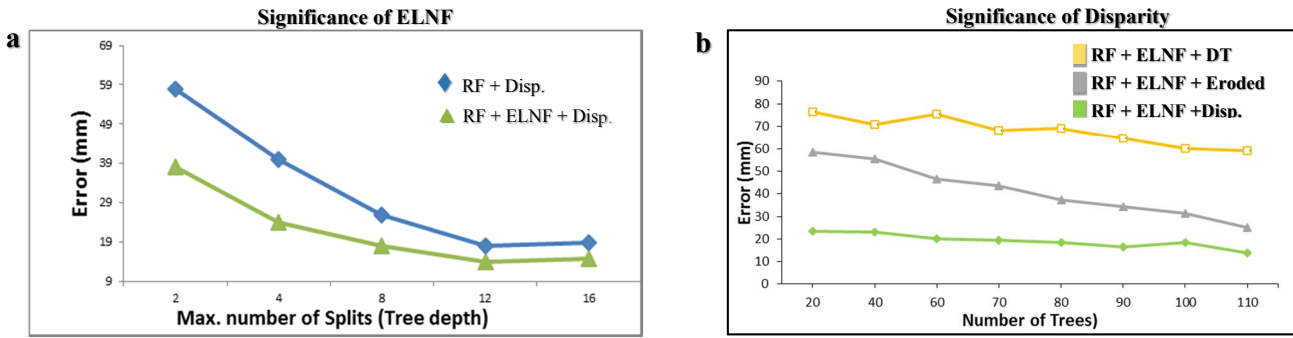 Significance of ELNF
a
69
59
49
39
29
19
9
Error (mm)
RF + Disp.
RF + ELNF + Disp.
2 4 8 12 16
Max. number of Splits (Tree depth)
Significance of Disparity
b
RF + ELNF + DT
RF + ELNF + Eroded
RF + ELNF +Disp.
90
80
70
60
50
40
30
20
10
0
Error (mm)
20 40 60 70 80 90 100 110
Number of Trees)